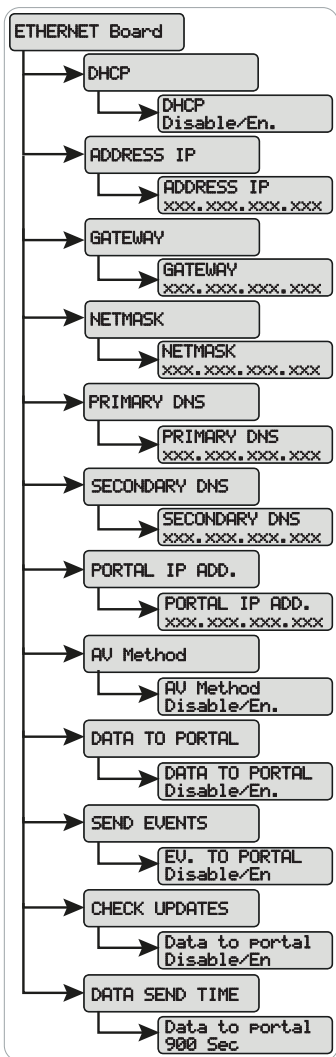 ETHERNET Board
DHCP
DHCP
Disable/En.
ADDRESS IP
ADDRESS IP
xxx.xxx.xxx.xxx
GATEWAY
GATEWAY
xxx.xxx.xxx.xxx
NETMASK
NETMASK
xxx.xxx.xxx.xxx
PRIMARY DNS
PRIMARY DNS
xxx.xxx.xxx.xxx
SECONDARY DNS
SECONDARY DNS
xxx.xxx.xxx.xxx
PORTAL IP ADD.
PORTAL IP ADD.
xxx.xxx.xxx.xxx
AV Method
AV Method
Disable/En.
DATA TO PORTAL
DATA TO PORTAL
Disable/En.
SEND EVENTS
EV. TO PORTAL
Disable/En
CHECK UPDATES
Data to portal
Disable/En
DATA SEND TIME
Data to portal
900 Sec